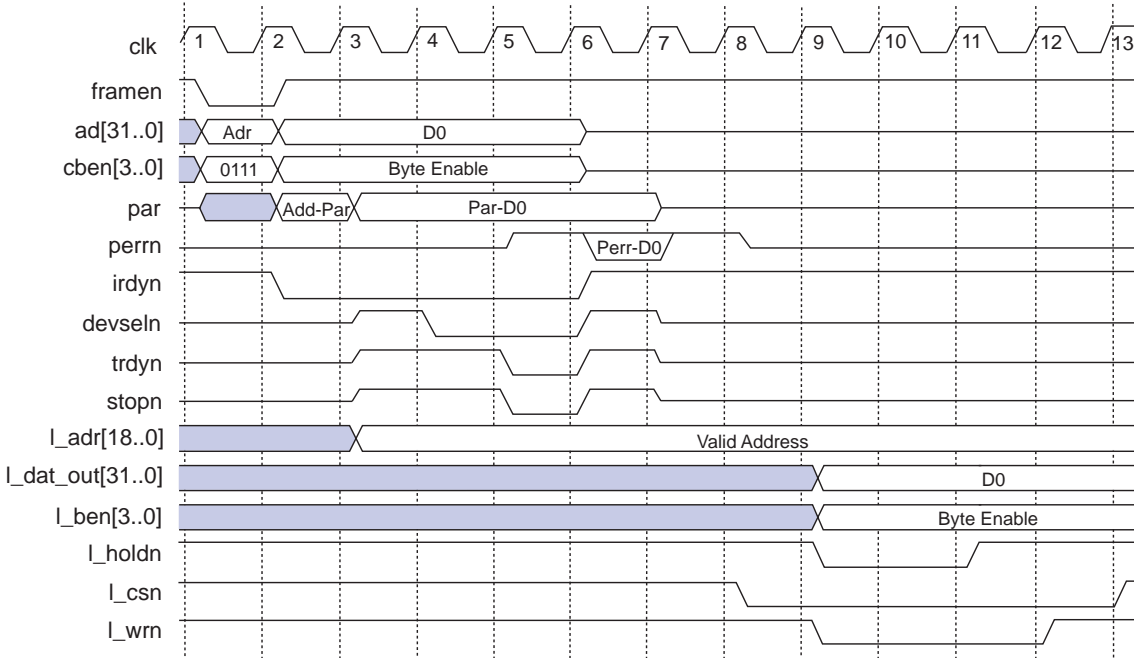 clk 1 2 3 4 5 6 7 8 9 10 11 12 13
framen
ad[31..0] Adr D0
cben[3..0] 0111 Byte Enable
par Add-Par Par-D0
perrn Perr-D0
irdyn
devseln
trdyn
stopn
l_adr[18..0] Valid Address
l_dat_out[31..0] D0
l_ben[3..0] Byte Enable
l_holdn
l_csn
l_wrn